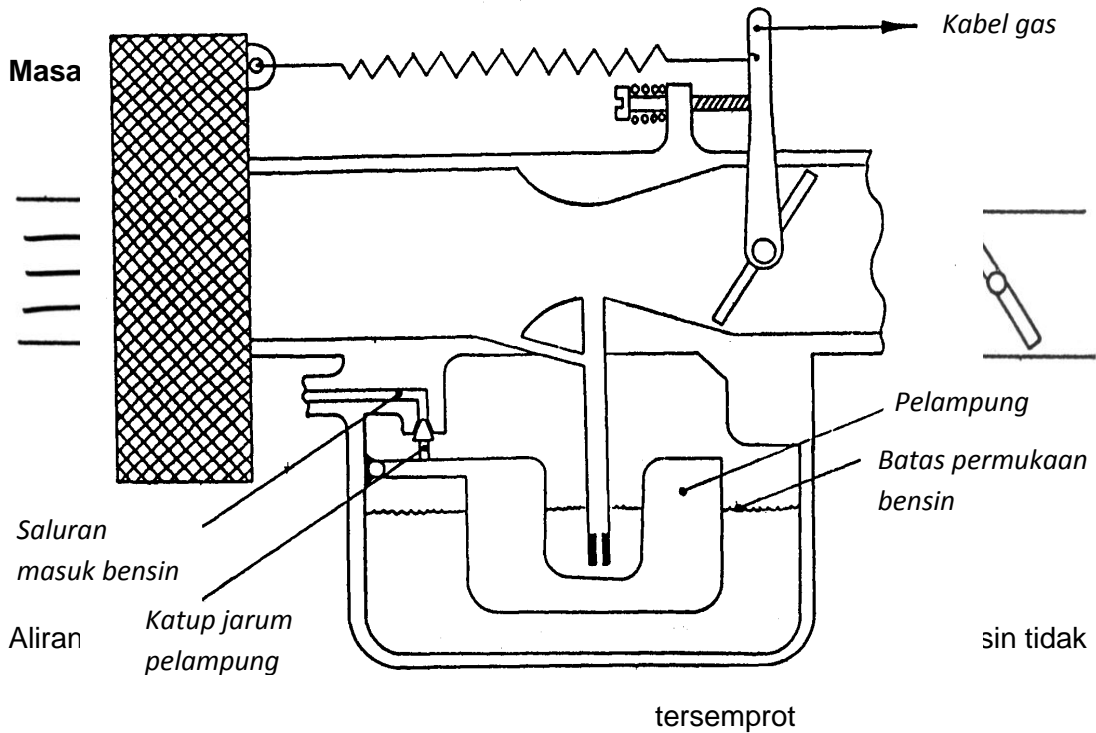 Kabel gas
Masa
Pelampung
Batas permukaan
bensin
Saluran
masuk bensin
Katup jarum
pelampung
Aliran
sin tidak
tersemprot